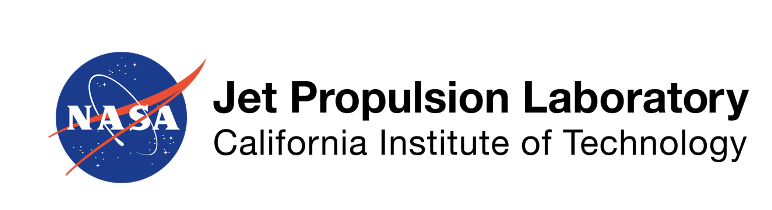 NASA
Jet Propulsion Laboratory
California Institute of Technology